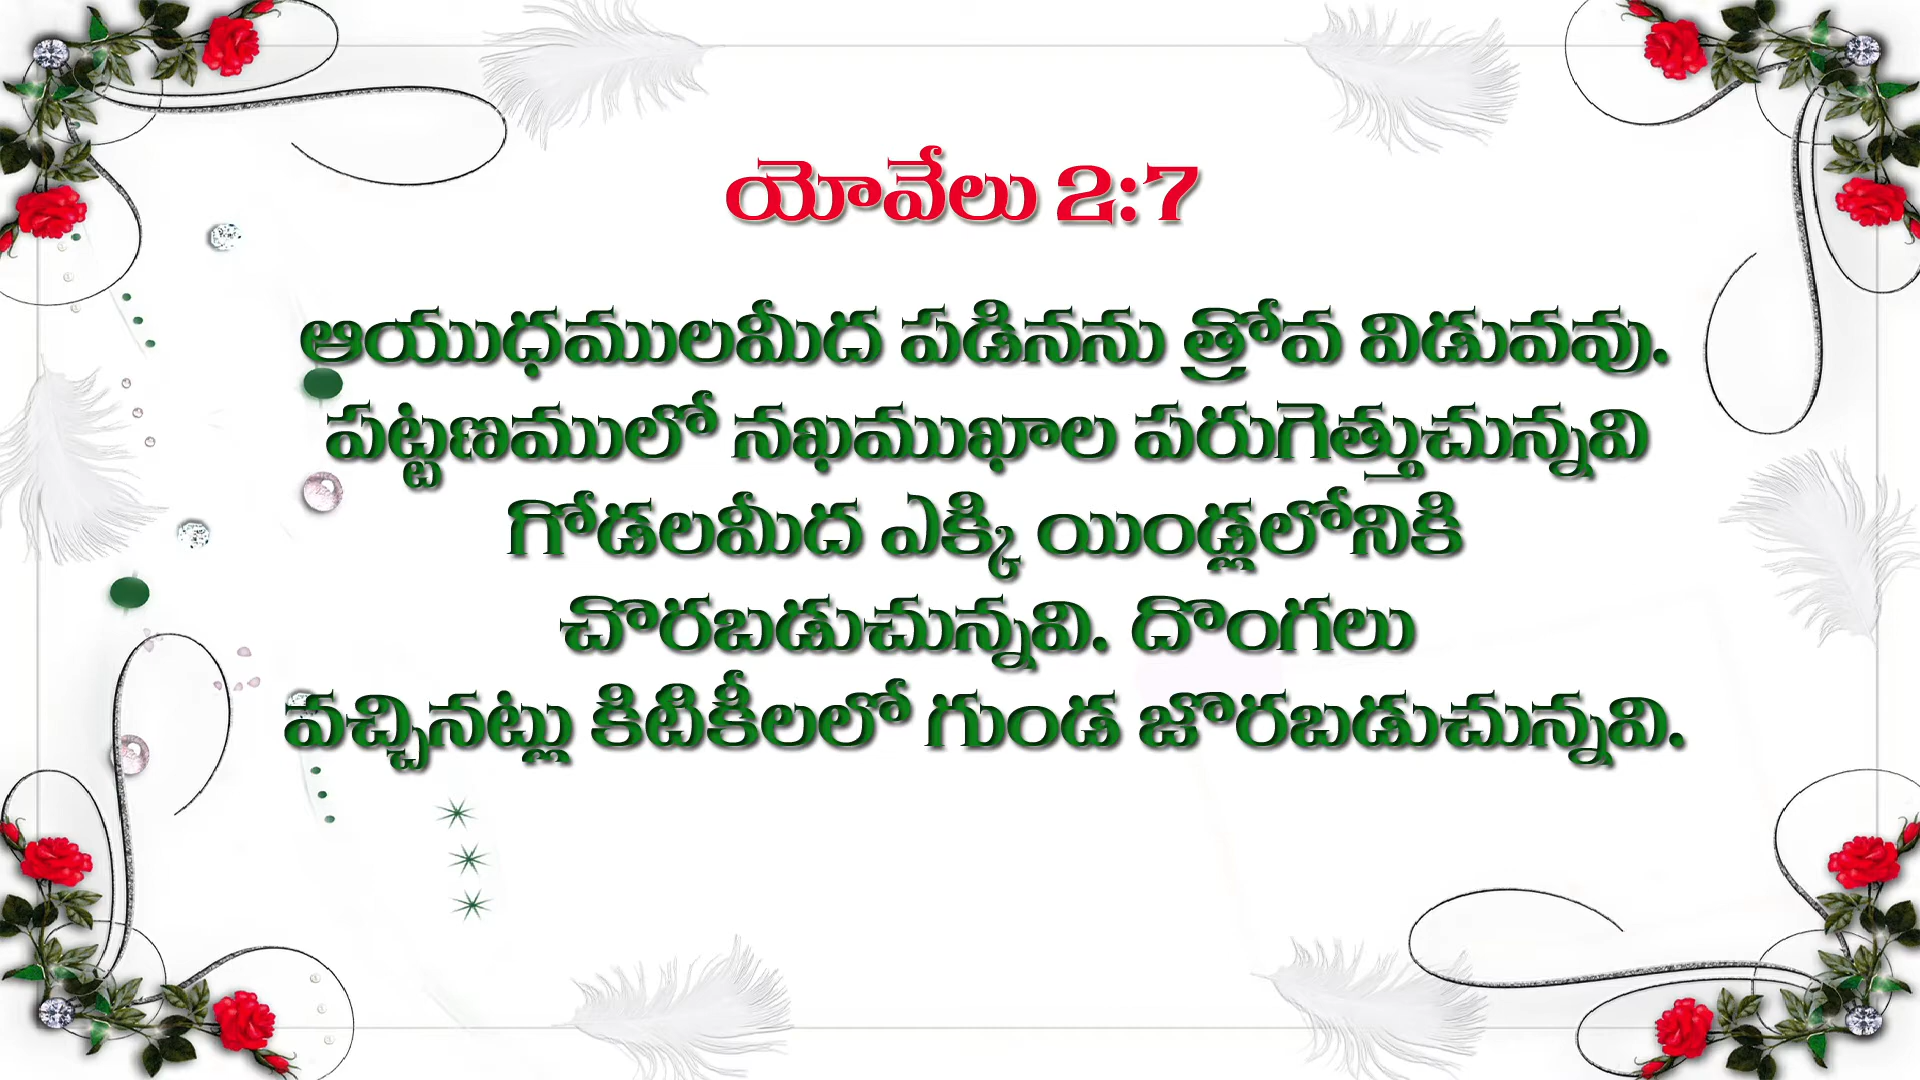 యోవేలు 2:7
ఆయుధములమీద పడినను త్రోవ విడువవు.
పట్టణములో నఖముఖాల పరుగెత్తుచున్నవి
గోడలమీద ఎక్కి యిండ్లలోనికి
చొరబడుచున్నవి. దొంగలు
వచ్చినట్లు కిటికీలలో గుండ జొరబడుచున్నవి.